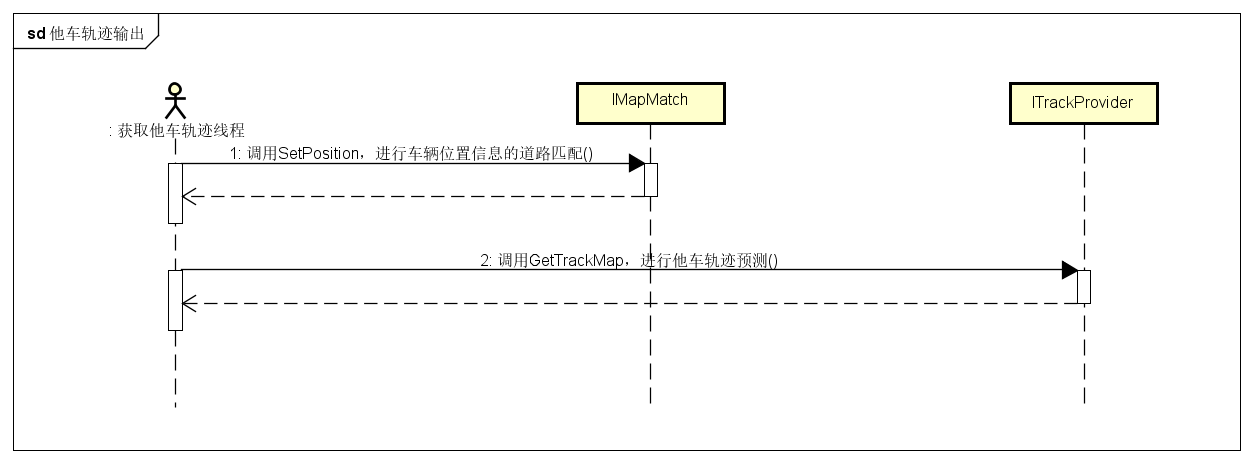 sd 他车轨迹输出
IMapMatch
ITrackProvider
: 获取他车轨迹线程
1: 调用SetPosition，进行车辆位置信息的道路匹配()
2: 调用GetTrackMap，进行他车轨迹预测()